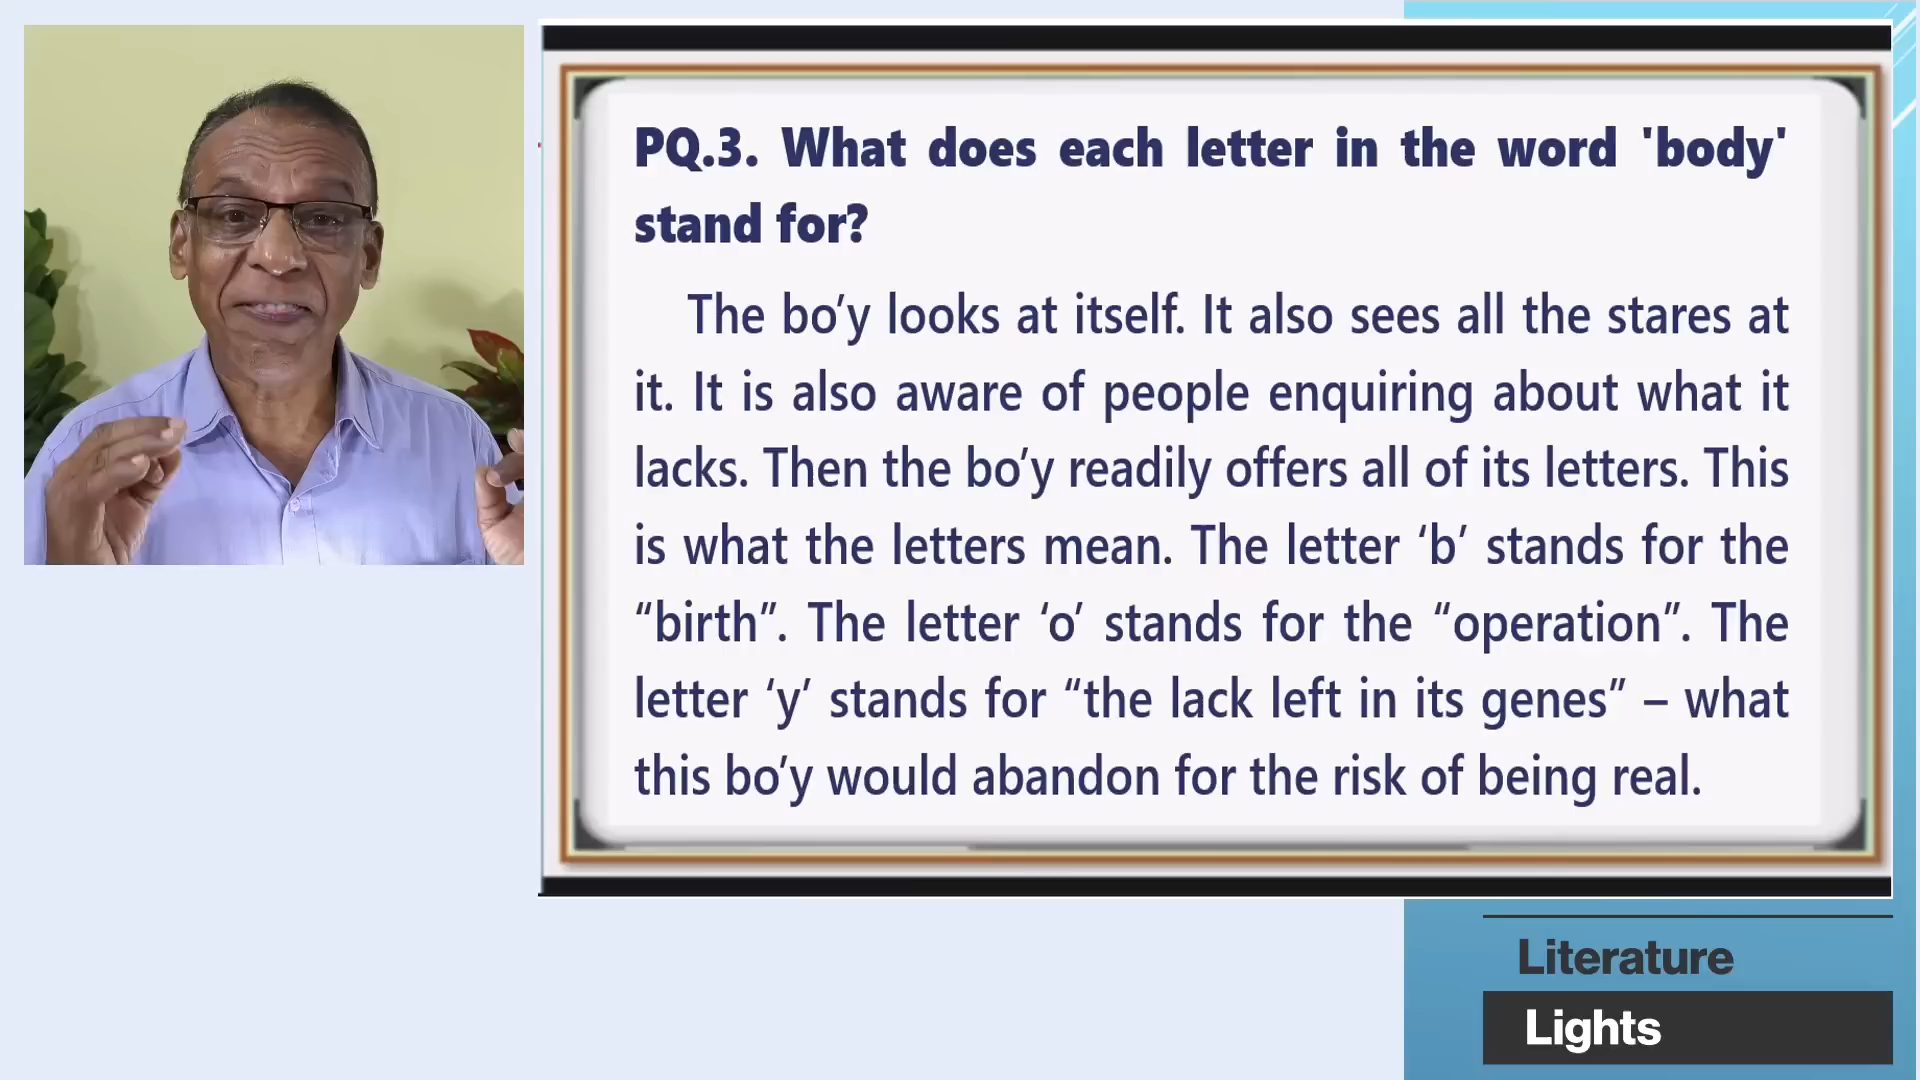 PQ.3. What does each letter in the word 'body'
stand for?
The bo’y looks at itself. It also sees all the stares at
it. It is also aware of people enquiring about what it
lacks. Then the bo’y readily offers all of its letters. This
is what the letters mean. The letter ‘b’ stands for the
“birth”. The letter ‘o’ stands for the “operation”. The
letter ‘y’ stands for “the lack left in its genes” – what
this bo’y would abandon for the risk of being real.
Literature
Lights